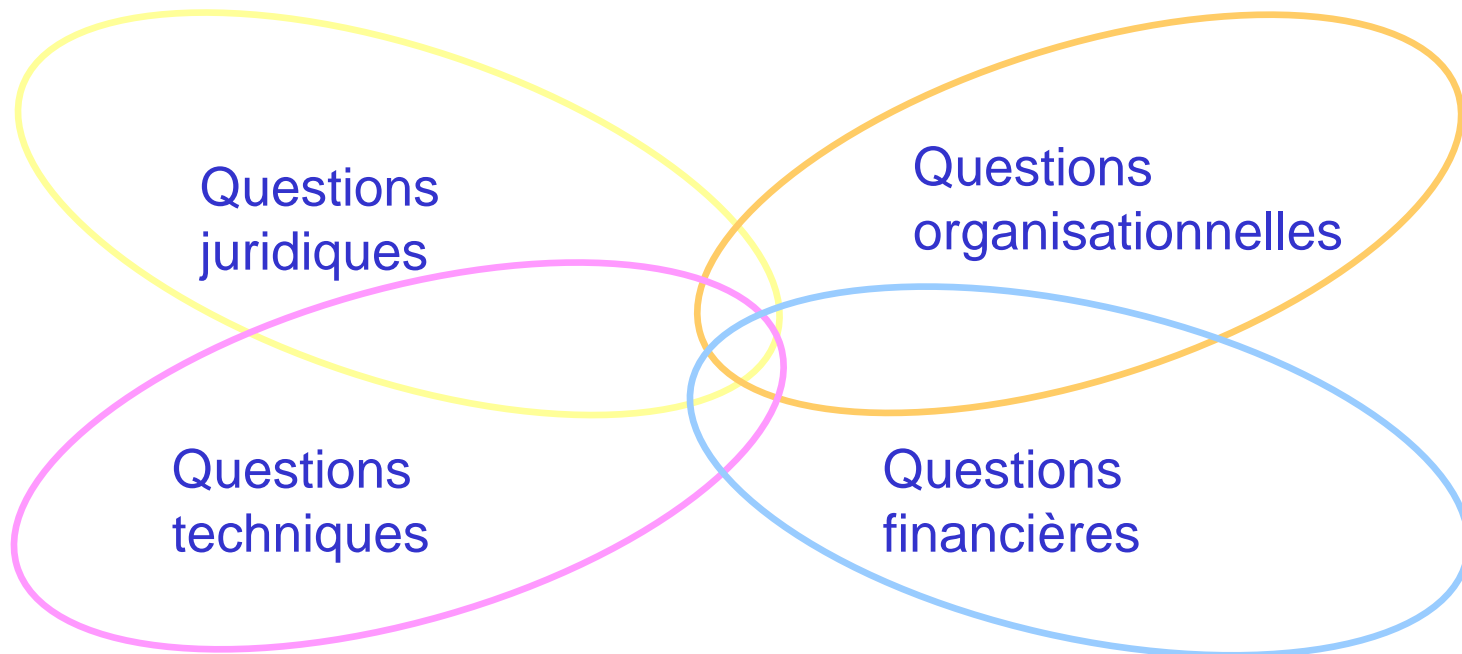 Questions
juridiques
Questions
organisationnelles
Questions
techniques
Questions
financières